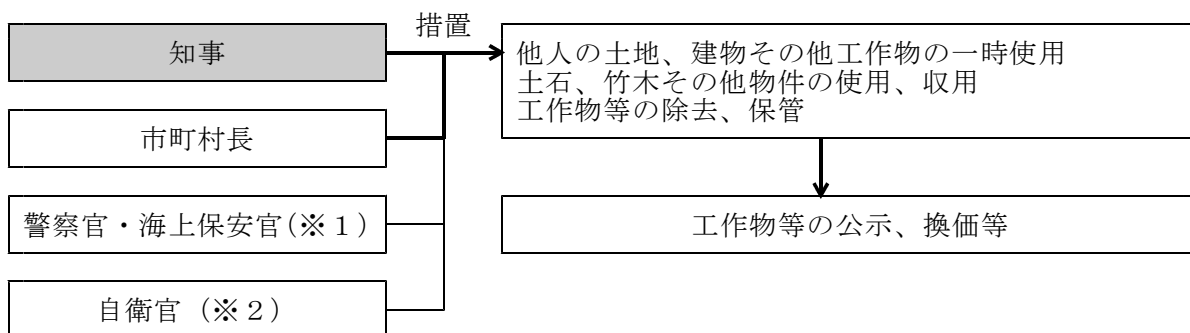 措置
知事
他人の土地、建物その他工作物の一時使用
土石、竹木その他物件の使用、収用
工作物等の除去、保管
市町村長
警察官・海上保安官(※１)
工作物等の公示、換価等
自衛官（※２）